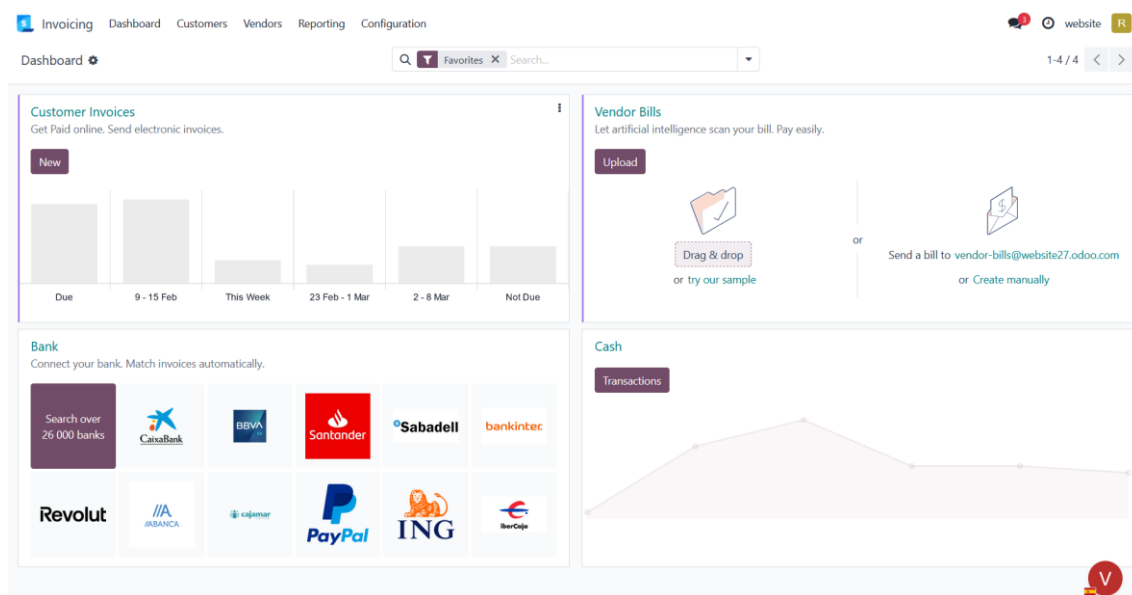 Invoicing Dashboard Customers Vendors Reporting Configuration 3 website R
Dashboard Favorites Search... 1-4 / 4
Customer Invoices
Get Paid online. Send electronic invoices.
New
Due 9 - 15 Feb This Week 23 Feb - 1 Mar 2 - 8 Mar Not Due
Vendor Bills
Let artificial intelligence scan your bill. Pay easily.
Upload
Drag & drop
or try our sample
or
$
Send a bill to vendor-bills@website27.odoo.com
or Create manually
Bank
Connect your bank. Match invoices automatically.
Search over
26 000 banks
CaixaBank
BBVA
Santander
Sabadell
bankinter.
Revolut
ABANCA
cajamar
PayPal
ING
iberCaja
Cash
Transactions
V